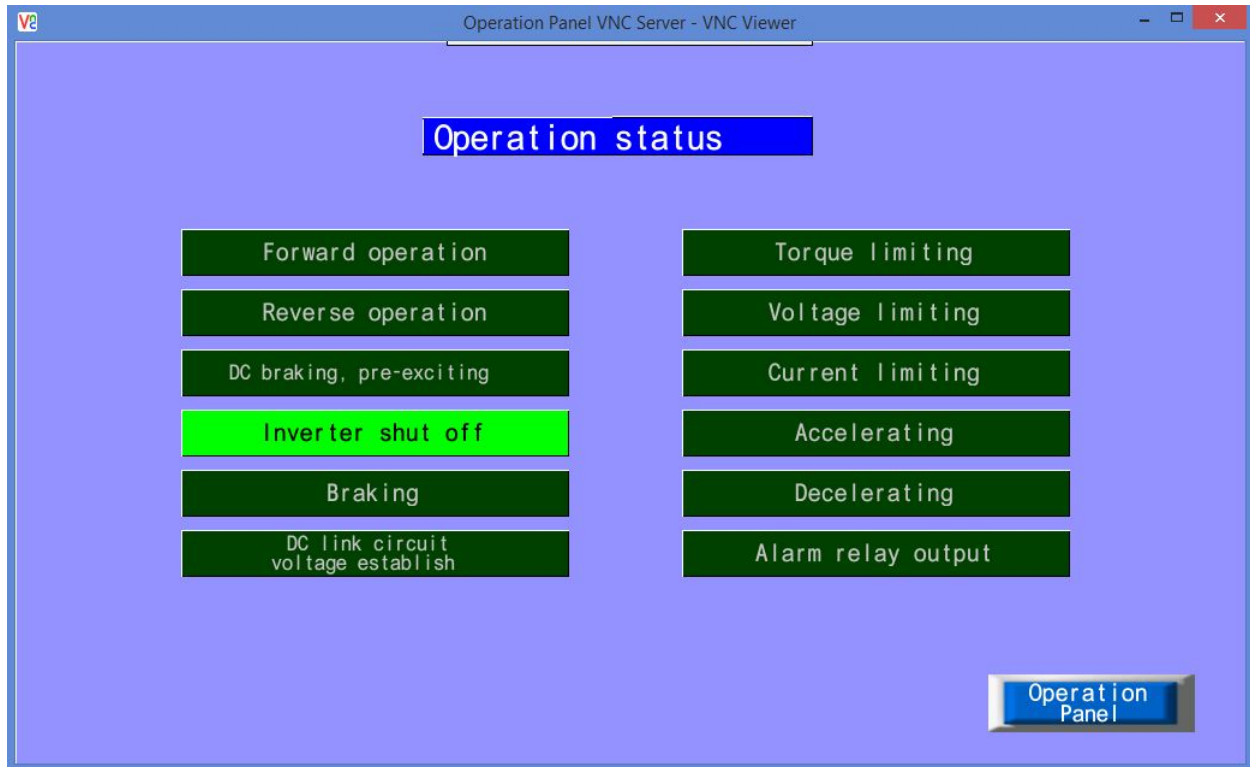 Operation Panel VNC Server - VNC Viewer
Operation status
Forward operation
Reverse operation
DC braking, pre-exciting
Inverter shut off
Braking
DC link circuit
voltage establish
Torque limiting
Voltage limiting
Current limiting
Accelerating
Decelerating
Alarm relay output
Operation
Panel